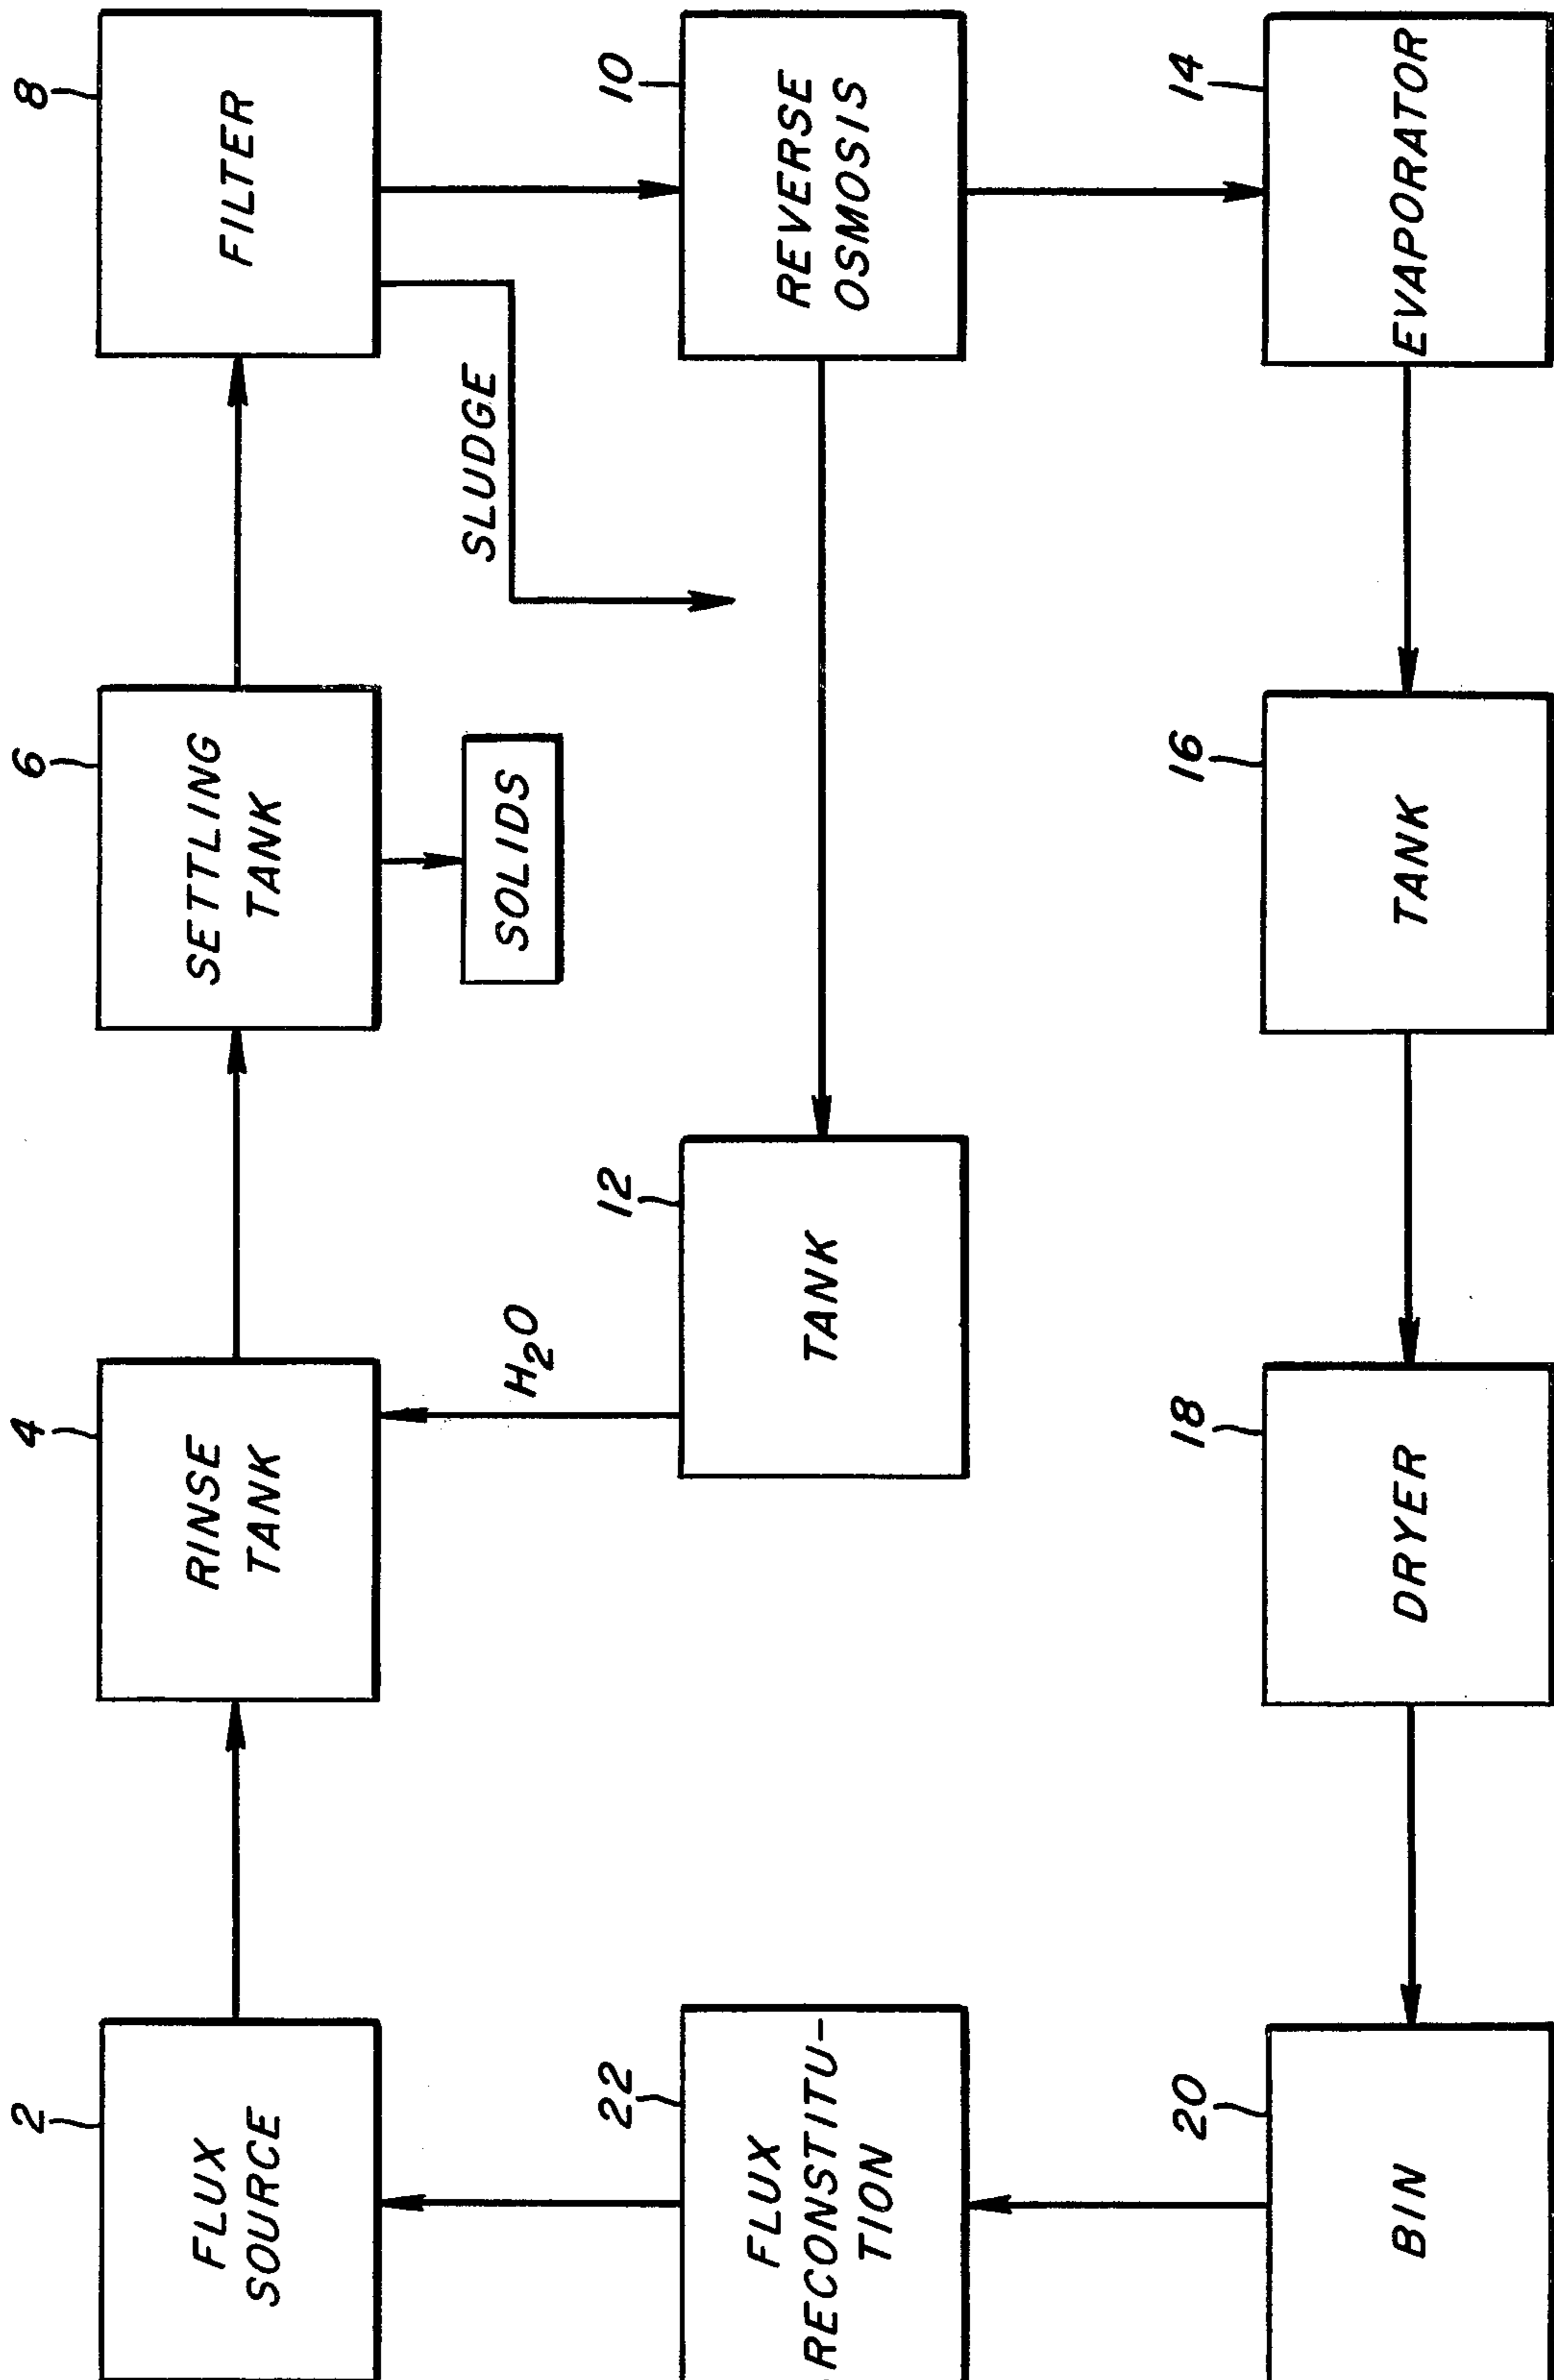 2
FLUX
SOURCE
4
RINSE
TANK
6
SETTLING
TANK
8
FILTER
SOLIDS
SLUDGE
H₂O
22
FLUX
RECONSTITU-
TION
12
TANK
10
REVERSE
OSMOSIS
20
BIN
18
DRYER
16
TANK
14
EVAPORATOR